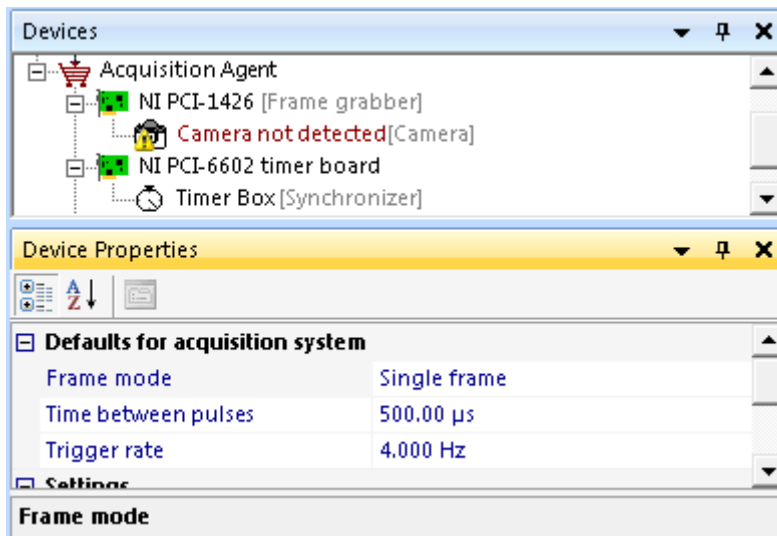 Devices
Acquisition Agent
NI PCI-1426 [Frame grabber]
Camera not detected[Camera]
NI PCI-6602 timer board
Timer Box[Synchronizer]
Device Properties
A
Z
Defaults for acquisition system
Frame mode Single frame
Time between pulses 500.00 µs
Trigger rate 4.000 Hz
Settings
Frame mode